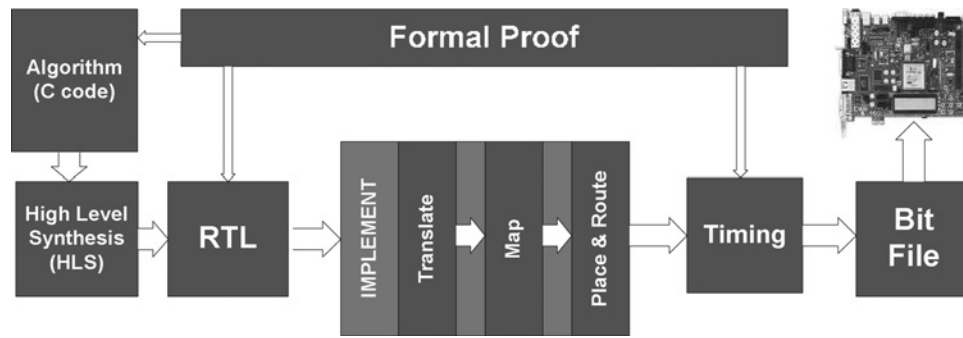 Formal Proof
Algorithm
(C code)
High Level
Synthesis
(HLS)
RTL
IMPLEMENT
Translate
Map
Place & Route
Timing
Bit
File